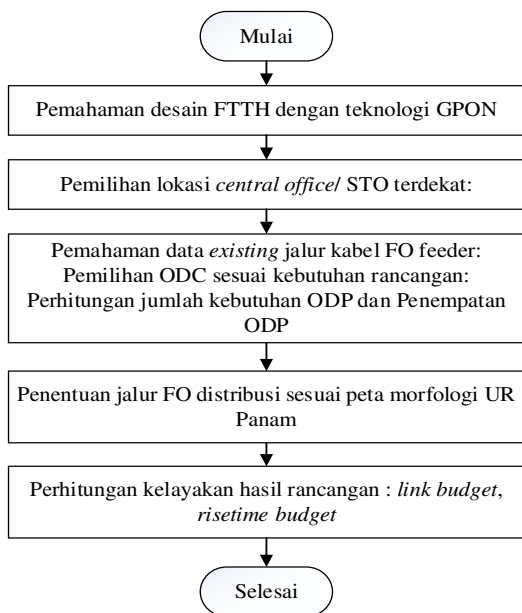 Mulai
Pemahaman desain FTTH dengan teknologi GPON
Pemilihan lokasi central office/ STO terdekat:
Pemahaman data existing jalur kabel FO feeder:
Pemilihan ODC sesuai kebutuhan rancangan:
Perhitungan jumlah kebutuhan ODP dan Penempatan
ODP
Penentuan jalur FO distribusi sesuai peta morfologi UR
Panam
Perhitungan kelayakan hasil rancangan : link budget,
risetime budget
Selesai